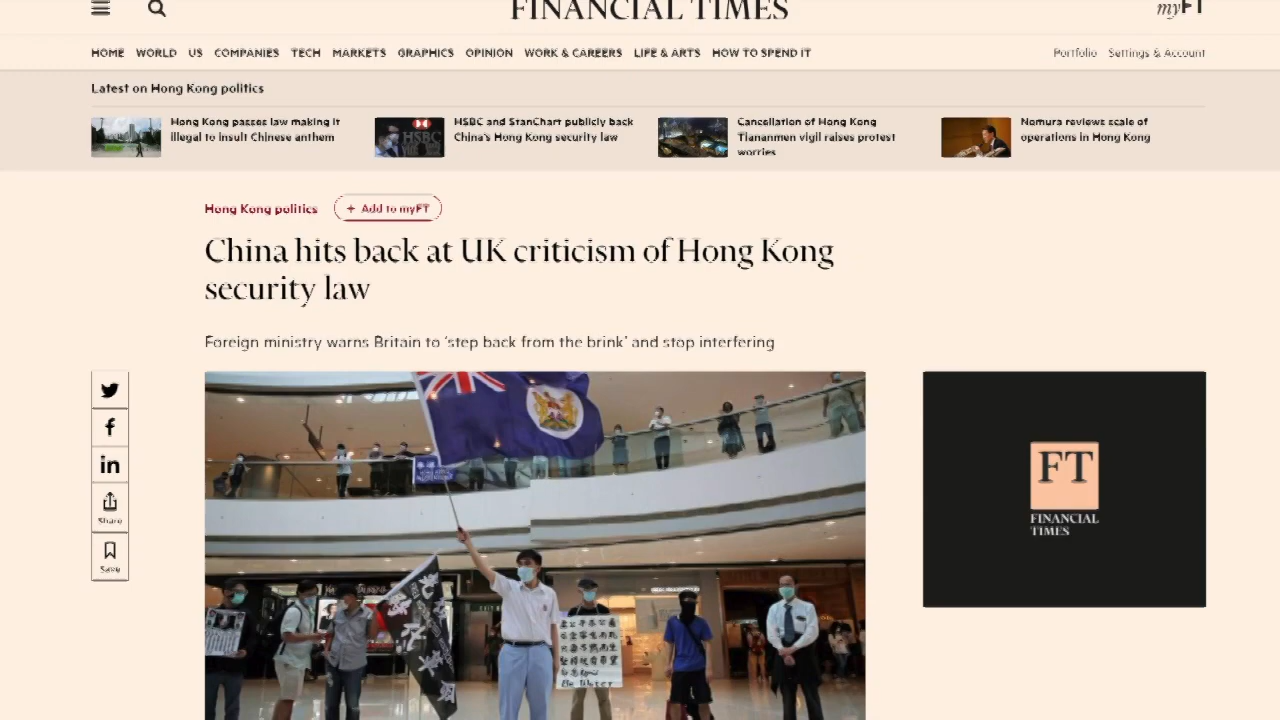 FINANCIAL TIMES
myFT
HOME WORLD US COMPANIES TECH MARKETS GRAPHICS OPINION WORK & CAREERS LIFE & ARTS HOW TO SPEND IT
Portfolio Settings & Account
Latest on Hong Kong politics
Hong Kong passes law making it
illegal to insult Chinese anthem
HSBC
HSBC and StanChart publicly back
China's Hong Kong security law
Cancellation of Hong Kong
Tiananmen vigil raises protest
worries
Nomura reviews scale of
operations in Hong Kong
Hong Kong politics
+ Add to myFT
China hits back at UK criticism of Hong Kong
security law
Foreign ministry warns Britain to ‘step back from the brink’ and stop interfering
Share
Save
Be Water
FT
FINANCIAL
TIMES